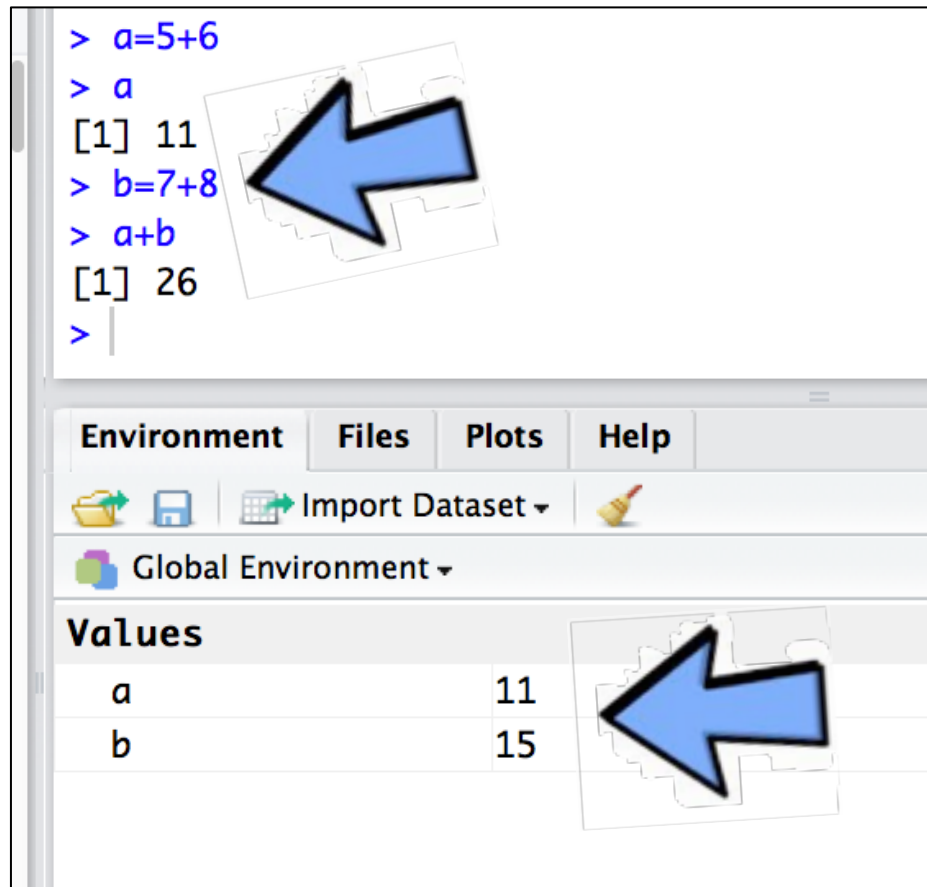 > a=5+6
> a
[1] 11
> b=7+8
> a+b
[1] 26
>
Environment Files Plots Help
Import Dataset
Global Environment
Values
a 11
b 15